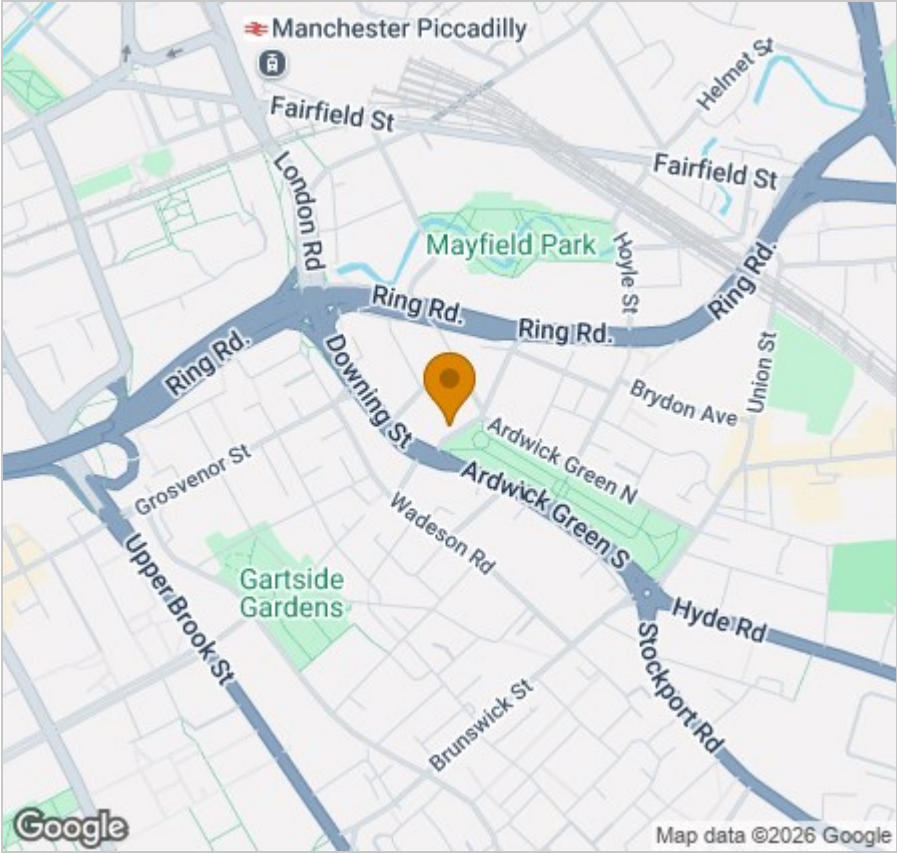 Manchester Piccadilly
Helmet St
Fairfield St
Fairfield St
London Rd
Mayfield Park
Hoyle St
Ring Rd.
Ring Rd.
Ring Rd.
Ring Rd.
Downing St
Union St
Brydon Ave
Ardwick Green N
Grosvenor St
Ardwick Green S
Wadeson Rd
Upper Brook St
Gartside
Gardens
Hyde Rd
Stockport Rd
Brunswick St
Google
Map data ©2026 Google